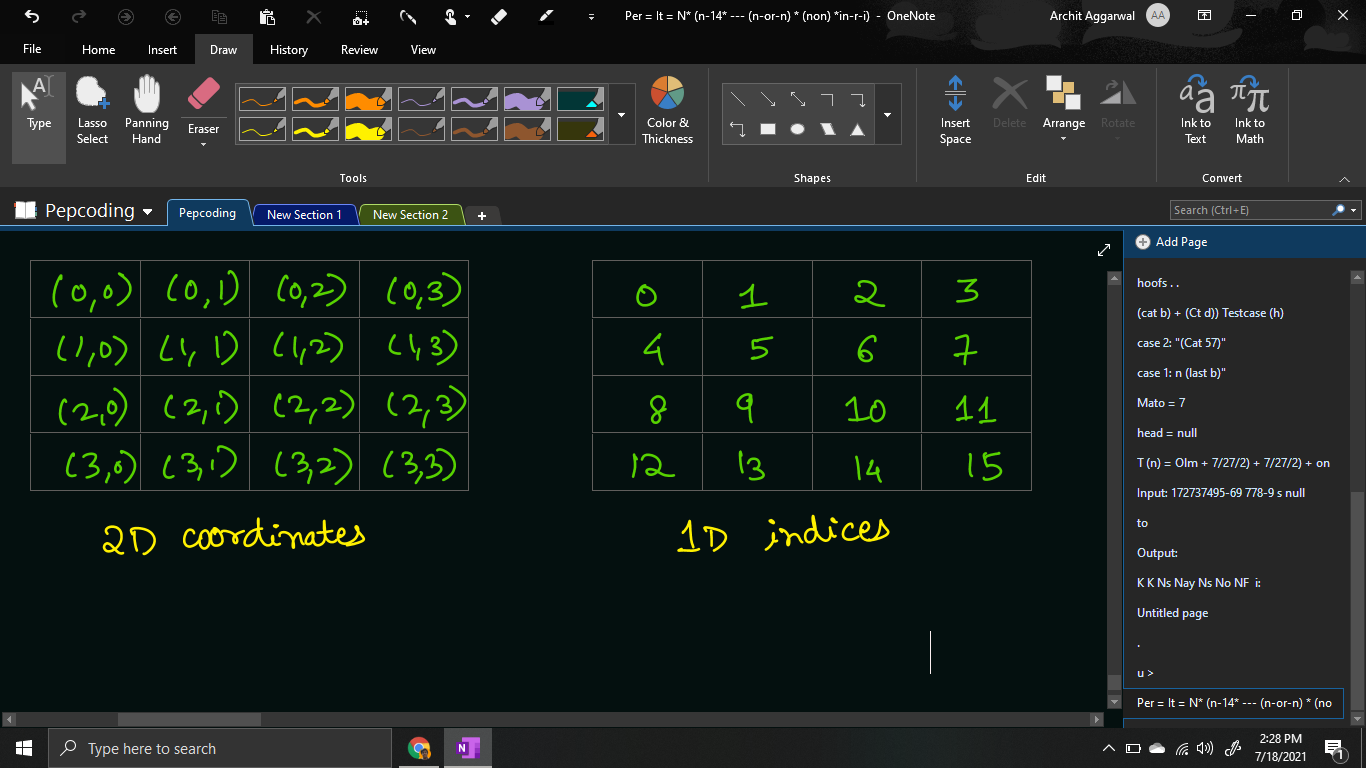 Per = It = N* (n-14* --- (n-or-n) * (non) *in-r-i) - OneNote
Archit Aggarwal AA
File Home Insert Draw History Review View
Type
Lasso Select
Panning Hand
Eraser
Color & Thickness
Insert Space
Delete
Arrange
Rotate
Ink to Text
Ink to Math
Tools Shapes Edit Convert
Pepcoding
Pepcoding New Section 1 New Section 2 +
Search (Ctrl+E)
(0,0) (0,1) (0,2) (0,3)
(1,0) (1,1) (1,2) (1,3)
(2,0) (2,1) (2,2) (2,3)
(3,0) (3,1) (3,2) (3,3)
2D coordinates
0 1 2 3
4 5 6 7
8 9 10 11
12 13 14 15
1D indices
Add Page
hoofs . .
(cat b) + (Ct d)) Testcase (h)
case 2: "(Cat 57)"
case 1: n (last b)"
Mato = 7
head = null
T (n) = OIm + 7/27/2) + 7/27/2) + on
Input: 172737495-69 778-9 s null
to
Output:
K K Ns Nay Ns No NF i:
Untitled page
.
u >
Per = It = N* (n-14* --- (n-or-n) * (no
Type here to search
2:28 PM
7/18/2021
1